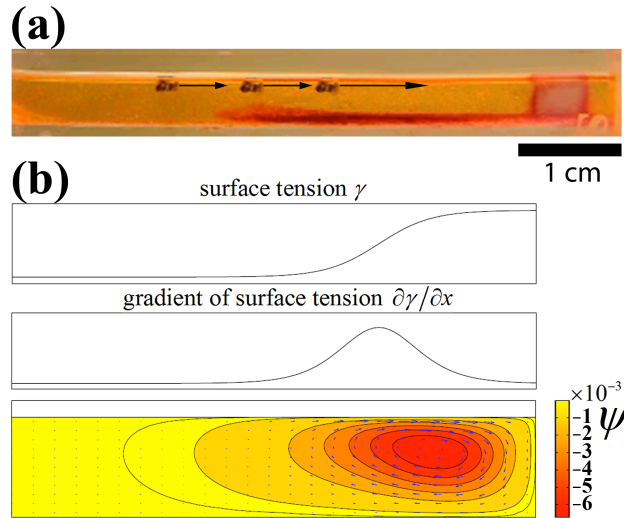 (a)
1 cm
(b)
surface tension γ
gradient of surface tension ∂γ/∂x
×10⁻³
ψ
-1
-2
-3
-4
-5
-6